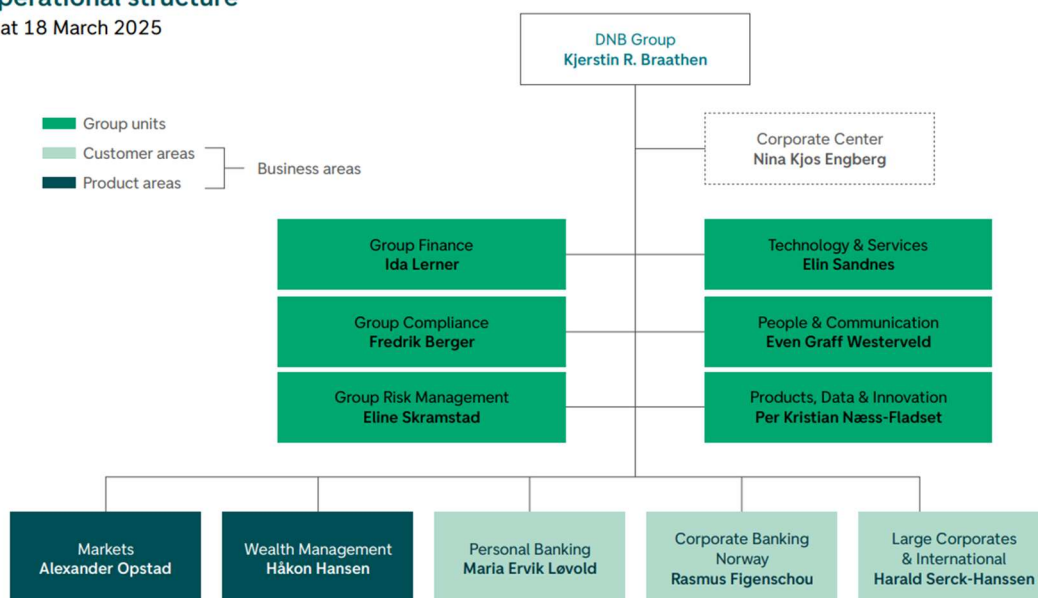 perational structure
at 18 March 2025
DNB Group
Kjerstin R. Braathen
Group units
Customer areas
Product areas
Business areas
Corporate Center
Nina Kjos Engberg
Group Finance
Ida Lerner
Technology & Services
Elin Sandnes
Group Compliance
Fredrik Berger
People & Communication
Even Graff Westerveld
Group Risk Management
Eline Skramstad
Products, Data & Innovation
Per Kristian Næss-Fladset
Markets
Alexander Opstad
Wealth Management
Håkon Hansen
Personal Banking
Maria Ervik Løvold
Corporate Banking
Norway
Rasmus Figenschou
Large Corporates
& International
Harald Serck-Hanssen